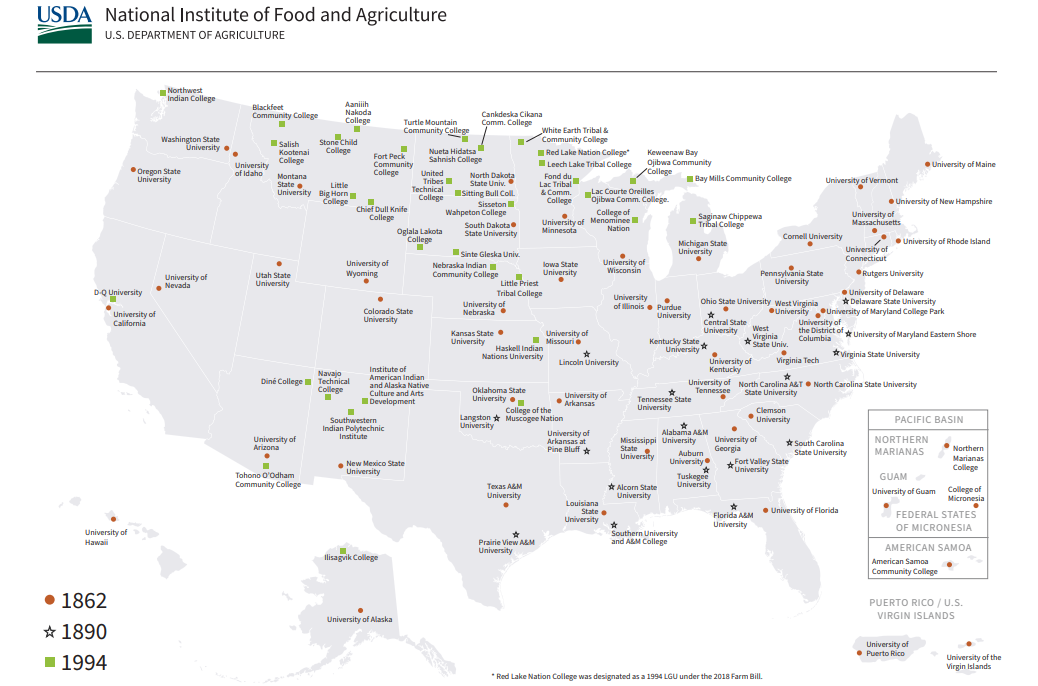 USDA
National Institute of Food and Agriculture
U.S. DEPARTMENT OF AGRICULTURE
Northwest
Indian College
Blackfeet
Community College
Aaniiih
Nakoda
College
Turtle Mountain
Community College
Cankdeska Cikana
Comm. College
White Earth Tribal &
Community College
Washington State
University
University
of Idaho
Salish
Kootenai
College
Stone Child
College
Fort Peck
Community
College
Nueta Hidatsa
Sahnish College
Red Lake Nation College*
Leech Lake Tribal College
Keweenaw Bay
Ojibwa Community
College
Bay Mills Community College
University of Maine
Oregon State
University
Montana
State
University
Little
Big Horn
College
Chief Dull Knife
College
United
Tribes
Technical
College
North Dakota
State Univ.
Sitting Bull Coll.
Sisseton
Wahpeton College
Fond du
Lac Tribal
& Comm.
College
Lac Courte Oreilles
Ojibwa Comm. College.
University of Vermont
University of New Hampshire
University of
Massachusetts
Oglala Lakota
College
South Dakota
State University
University of
Minnesota
College of
Menominee
Nation
Saginaw Chippewa
Tribal College
Cornell University
University of Rhode Island
University of
Connecticut
Michigan State
University
Sinte Gleska Univ.
Nebraska Indian
Community College
Little Priest
Tribal College
Iowa State
University
University of
Wisconsin
Pennsylvania State
University
Rutgers University
D-Q University
University of
California
University of
Nevada
Utah State
University
University of
Wyoming
Colorado State
University
University of
Nebraska
University
of Illinois
Purdue
University
Ohio State University
Central State
University
West Virginia
University
University of Delaware
Delaware State University
University of Maryland College Park
University of
the District of
Columbia
University of Maryland Eastern Shore
Kansas State
University
Haskell Indian
Nations University
University of
Missouri
Lincoln University
Kentucky State
University
University of
Kentucky
West
Virginia
State Univ.
Virginia Tech
Virginia State University
Diné College
Navajo
Technical
College
Institute of
American Indian
and Alaska Native
Culture and Arts
Development
Southwestern
Indian Polytechnic
Institute
Oklahoma State
University
Langston
University
College of the
Muscogee Nation
University of
Arkansas
University of
Arkansas at
Pine Bluff
University of
Tennessee
Tennessee State
University
North Carolina A&T
State University
North Carolina State University
Clemson
University
South Carolina
State University
University of
Arizona
Tohono O'Odham
Community College
New Mexico State
University
Texas A&M
University
Prairie View A&M
University
Mississippi
State
University
Alabama A&M
University
Auburn
University
Tuskegee
University
University of
Georgia
Fort Valley State
University
Alcorn State
University
Louisiana
State
University
Southern University
and A&M College
Florida A&M
University
University of Florida
University of
Hawaii
Ilisagvik College
University of Alaska
PACIFIC BASIN
NORTHERN
MARIANAS
Northern
Marianas
College
GUAM
University of Guam
College of
Micronesia
FEDERAL STATES
OF MICRONESIA
AMERICAN SAMOA
American Samoa
Community College
PUERTO RICO / U.S.
VIRGIN ISLANDS
University of
Puerto Rico
University of the
Virgin Islands
1862
1890
1994
* Red Lake Nation College was designated as a 1994 LGU under the 2018 Farm Bill.